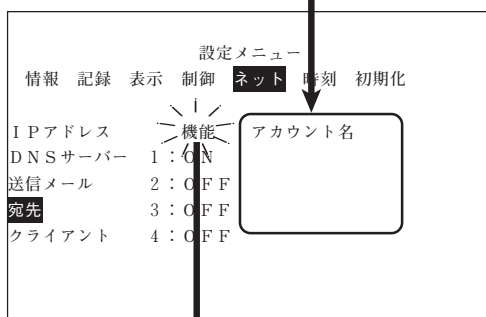 設定メニュー
情報 記録 表示 制御 ネット 時刻 初期化
IPアドレス 機能 アカウント名
DNSサーバー 1:ON
送信メール 2:OFF
宛先 3:OFF
クライアント 4:OFF